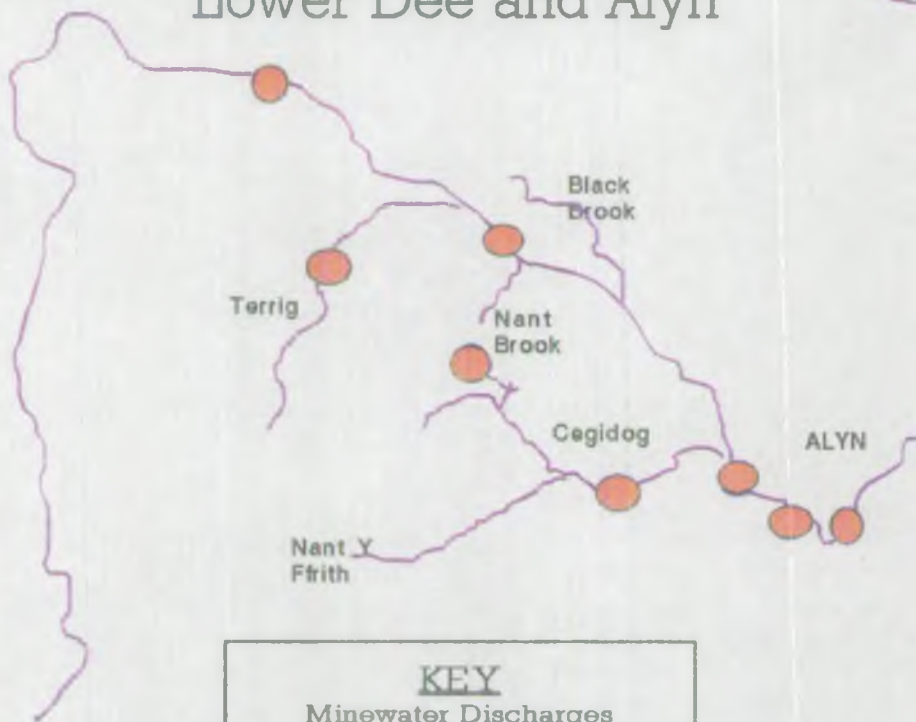 Lower Dee and Alyn
Black
Brook
Terrig
Nant
Brook
Cegidog
ALYN
Nant Y
Ffrith
KEY
Minewater Discharges